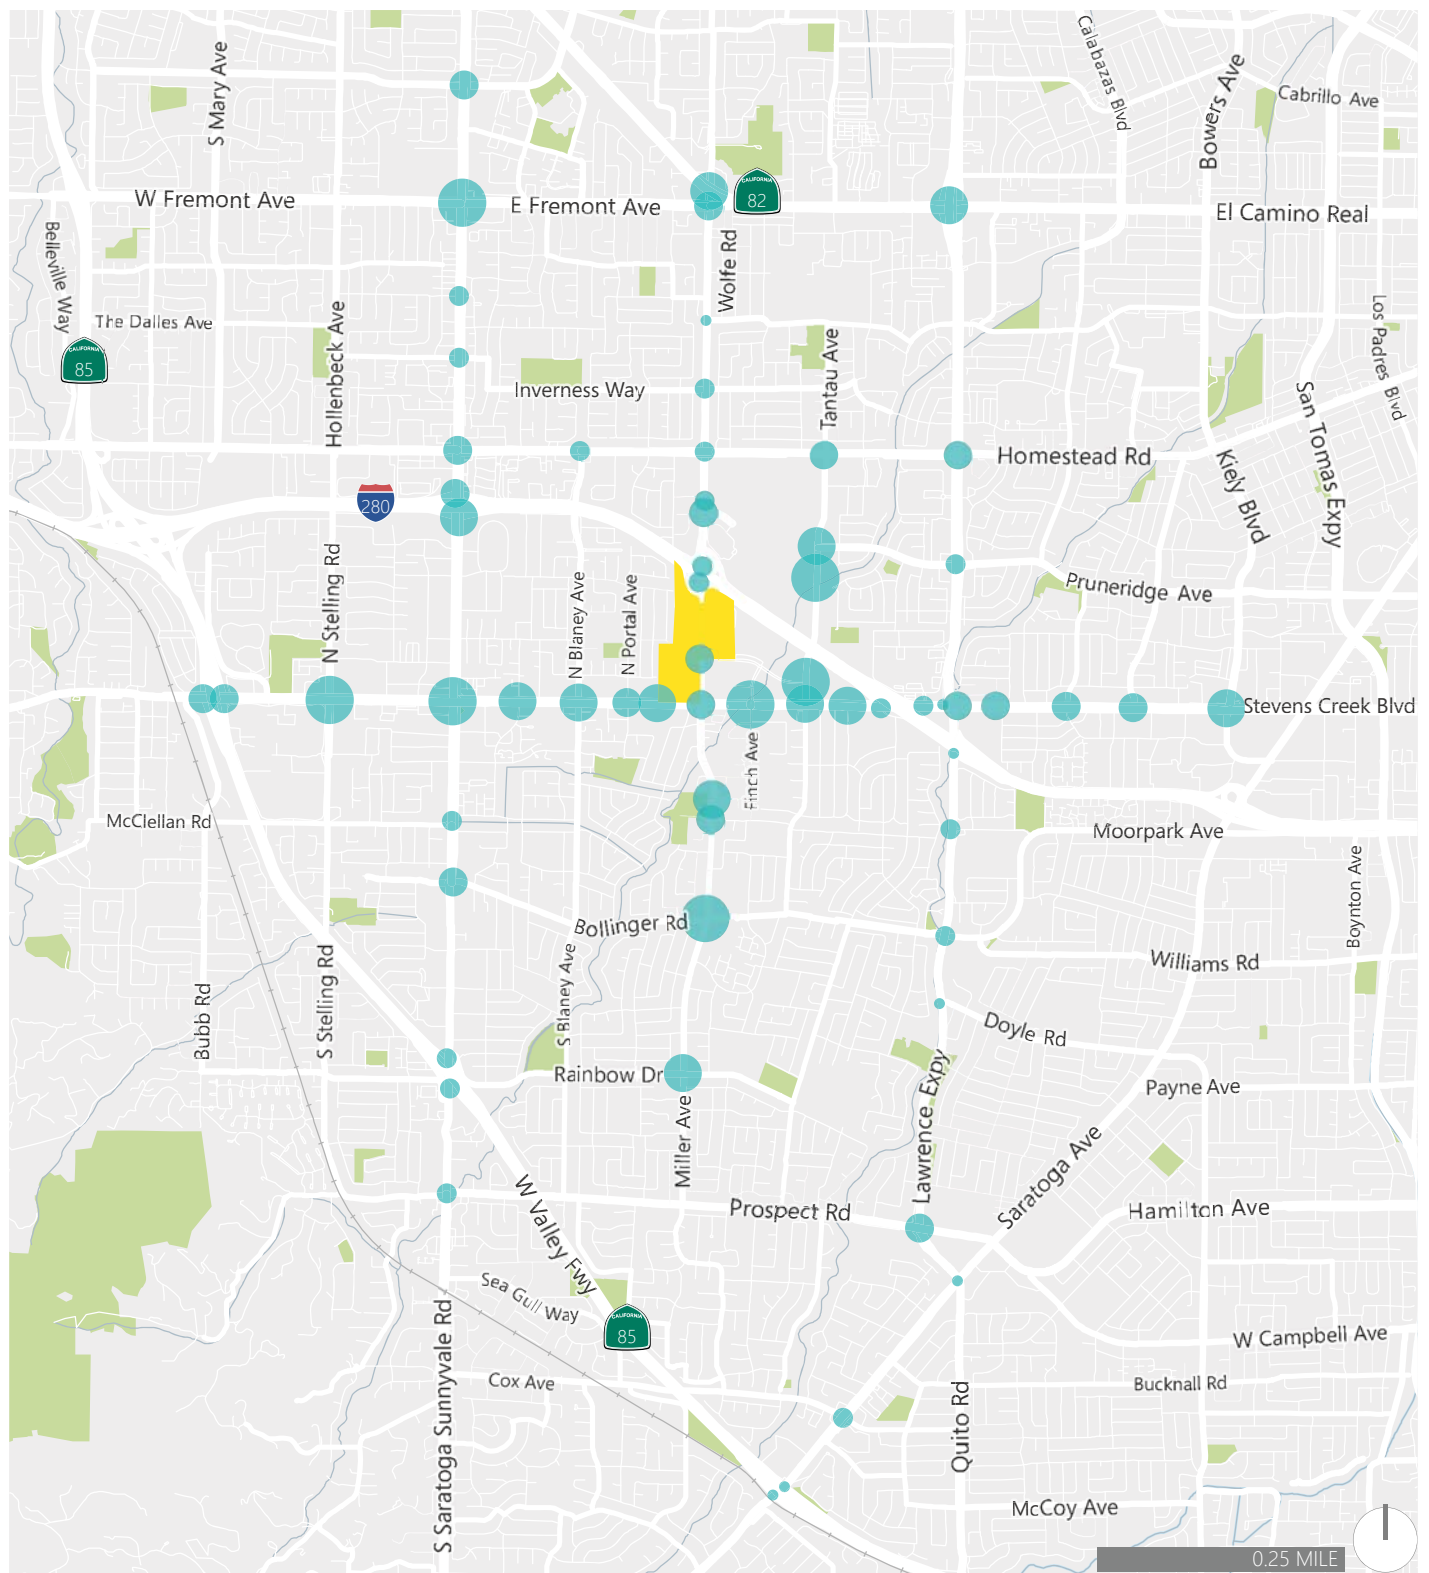 Calabazas Blvd
S Mary Ave
Bowers Ave
Cabrillo Ave
CALIFORNIA
82
W Fremont Ave
E Fremont Ave
El Camino Real
Belleville Way
Wolfe Rd
The Dalles Ave
Hollenbeck Ave
Los Padres Blvd
CALIFORNIA
85
Tantau Ave
Inverness Way
San Tomas Expy
Homestead Rd
Kiely Blvd
280
N Stelling Rd
N Blaney Ave
N Portal Ave
Pruneridge Ave
Stevens Creek Blvd
Finch Ave
McClellan Rd
Moorpark Ave
Boynton Ave
Bollinger Rd
S Blaney Ave
Williams Rd
S Stelling Rd
Bubb Rd
Doyle Rd
Rainbow Dr
Lawrence Expy
Payne Ave
Miller Ave
Saratoga Ave
W Valley Fwy
Prospect Rd
Hamilton Ave
Sea Gull Way
CALIFORNIA
85
S Saratoga Sunnyvale Rd
W Campbell Ave
Cox Ave
Bucknall Rd
Quito Rd
McCoy Ave
0.25 MILE